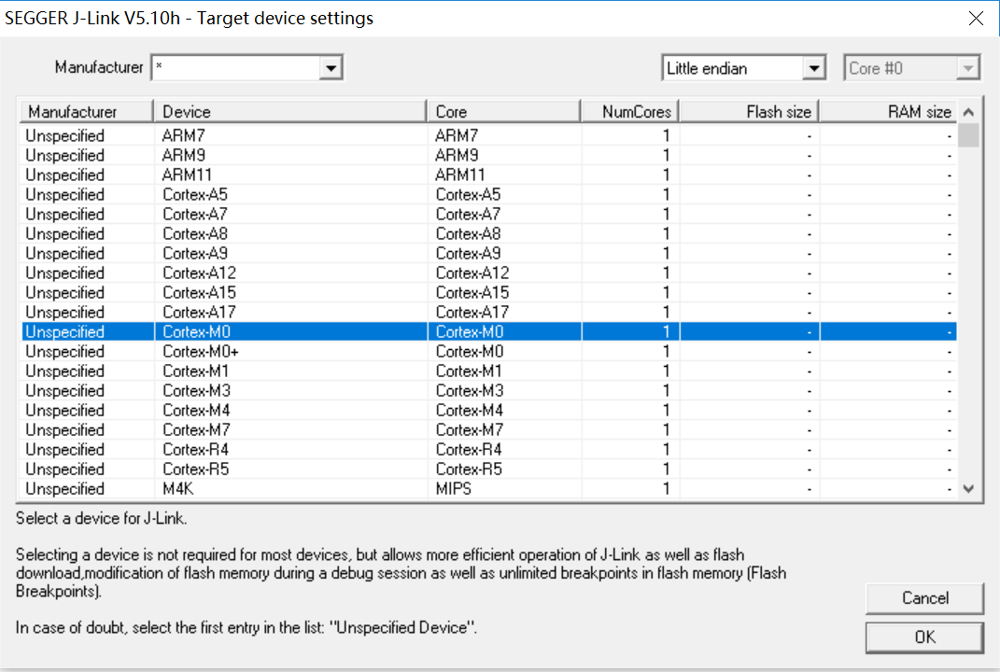 SEGGER J-Link V5.10h - Target device settings
Manufacturer * Little endian Core #0
Manufacturer Device Core NumCores Flash size RAM size
Unspecified ARM7 ARM7 1 - -
Unspecified ARM9 ARM9 1 - -
Unspecified ARM11 ARM11 1 - -
Unspecified Cortex-A5 Cortex-A5 1 - -
Unspecified Cortex-A7 Cortex-A7 1 - -
Unspecified Cortex-A8 Cortex-A8 1 - -
Unspecified Cortex-A9 Cortex-A9 1 - -
Unspecified Cortex-A12 Cortex-A12 1 - -
Unspecified Cortex-A15 Cortex-A15 1 - -
Unspecified Cortex-A17 Cortex-A17 1 - -
Unspecified Cortex-M0 Cortex-M0 1 - -
Unspecified Cortex-M0+ Cortex-M0 1 - -
Unspecified Cortex-M1 Cortex-M1 1 - -
Unspecified Cortex-M3 Cortex-M3 1 - -
Unspecified Cortex-M4 Cortex-M4 1 - -
Unspecified Cortex-M7 Cortex-M7 1 - -
Unspecified Cortex-R4 Cortex-R4 1 - -
Unspecified Cortex-R5 Cortex-R5 1 - -
Unspecified M4K MIPS 1 - -
Select a device for J-Link.
Selecting a device is not required for most devices, but allows more efficient operation of J-Link as well as flash
download,modification of flash memory during a debug session as well as unlimited breakpoints in flash memory (Flash
Breakpoints).
In case of doubt, select the first entry in the list: "Unspecified Device".
Cancel
OK